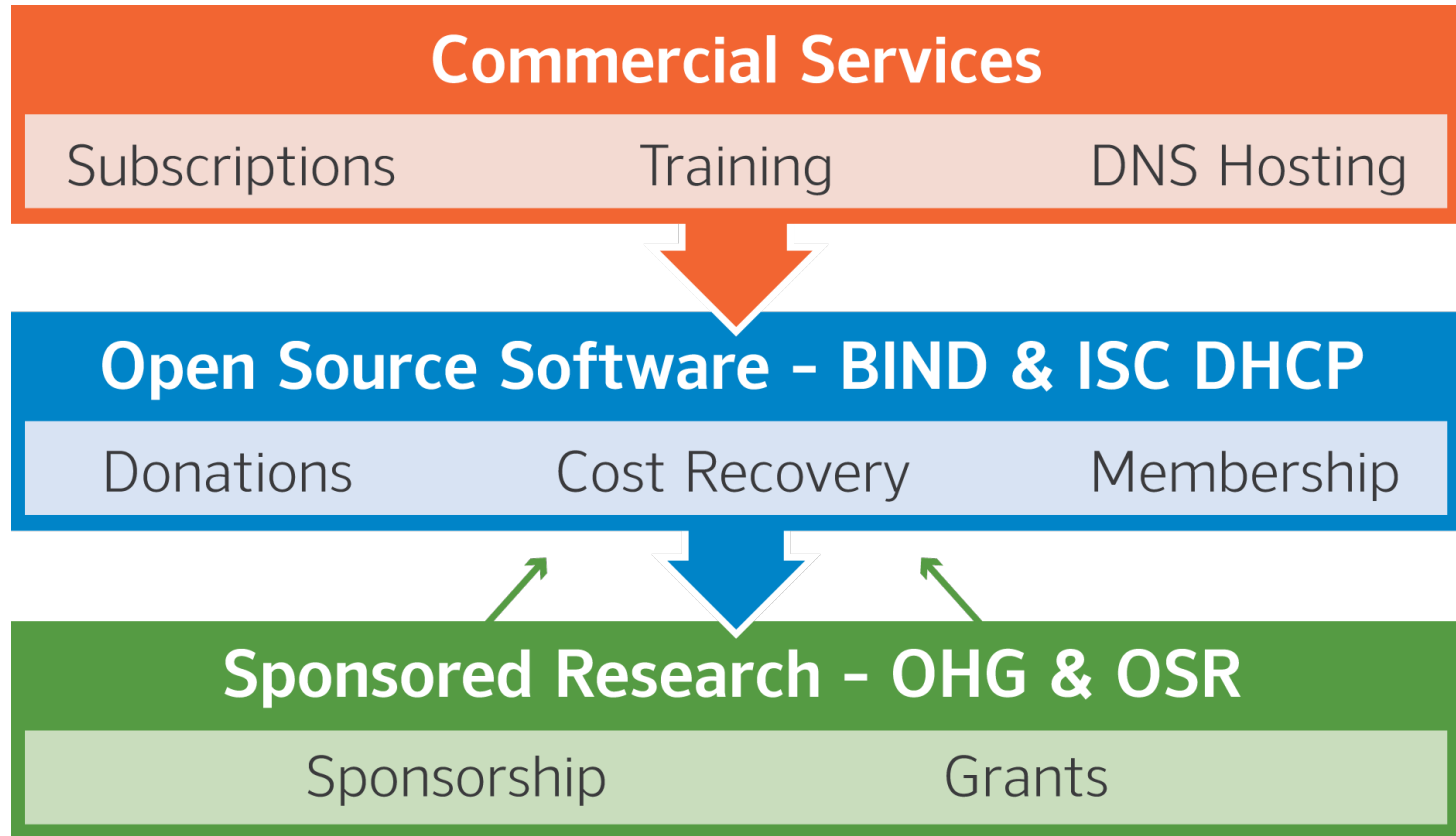 Commercial Services
Subscriptions Training DNS Hosting
Open Source Software - BIND & ISC DHCP
Donations Cost Recovery Membership
Sponsored Research - OHG & OSR
Sponsorship Grants